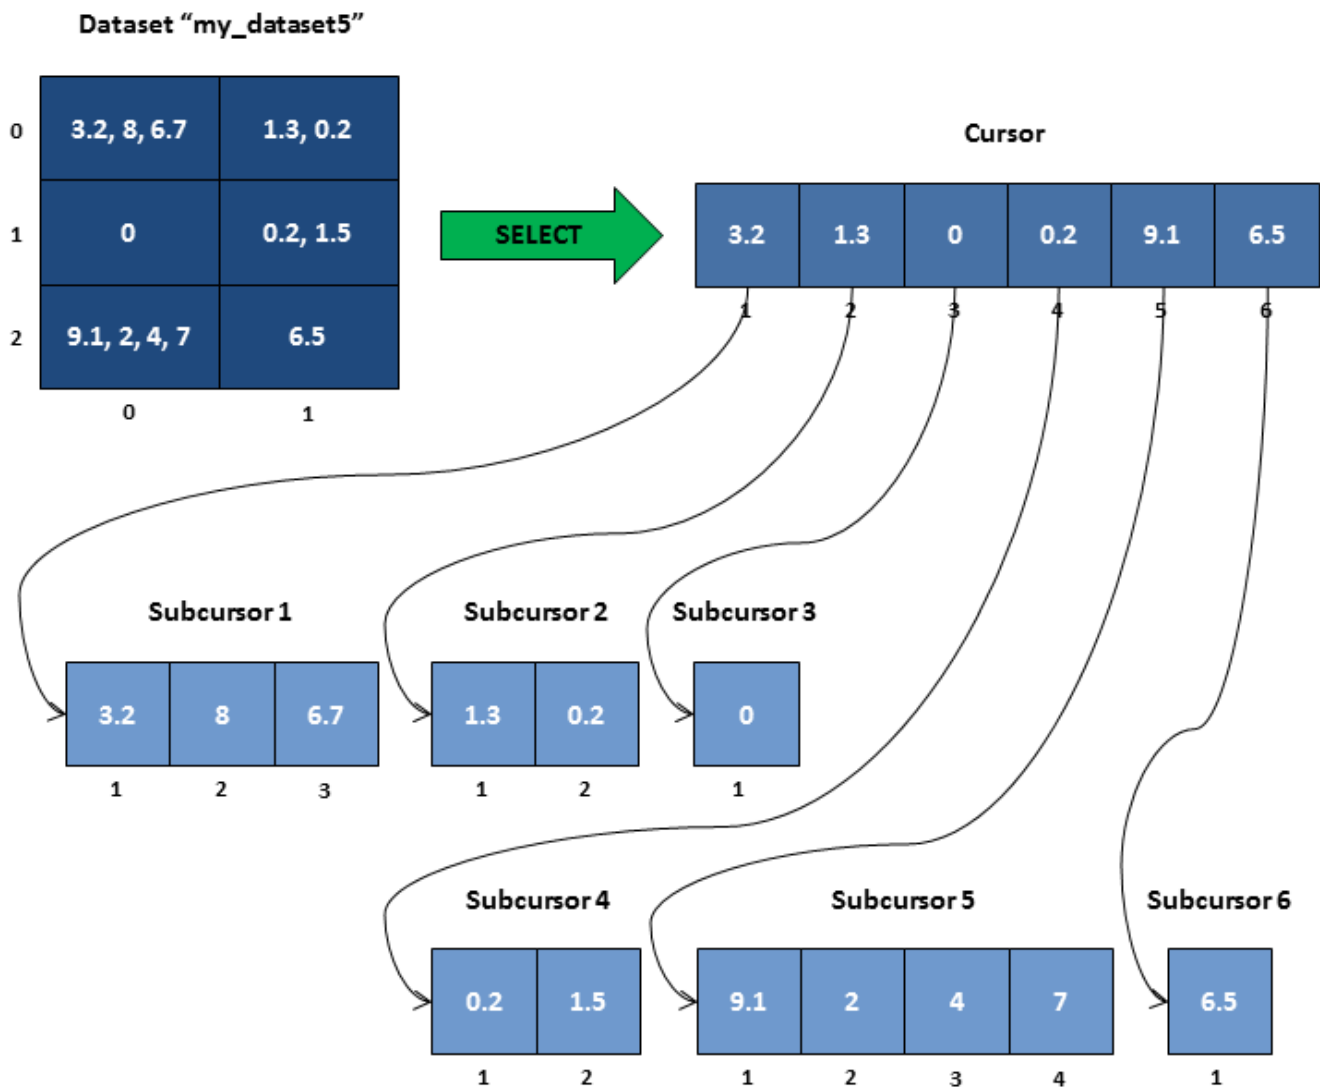 Dataset “my_dataset5”
0 3.2, 8, 6.7 1.3, 0.2
1 0 0.2, 1.5
2 9.1, 2, 4, 7 6.5
0 1
SELECT
Cursor
3.2 1.3 0 0.2 9.1 6.5
1 2 3 4 5 6
Subcursor 1
3.2 8 6.7
1 2 3
Subcursor 2
1.3 0.2
1 2
Subcursor 3
0
1
Subcursor 4
0.2 1.5
1 2
Subcursor 5
9.1 2 4 7
1 2 3 4
Subcursor 6
6.5
1